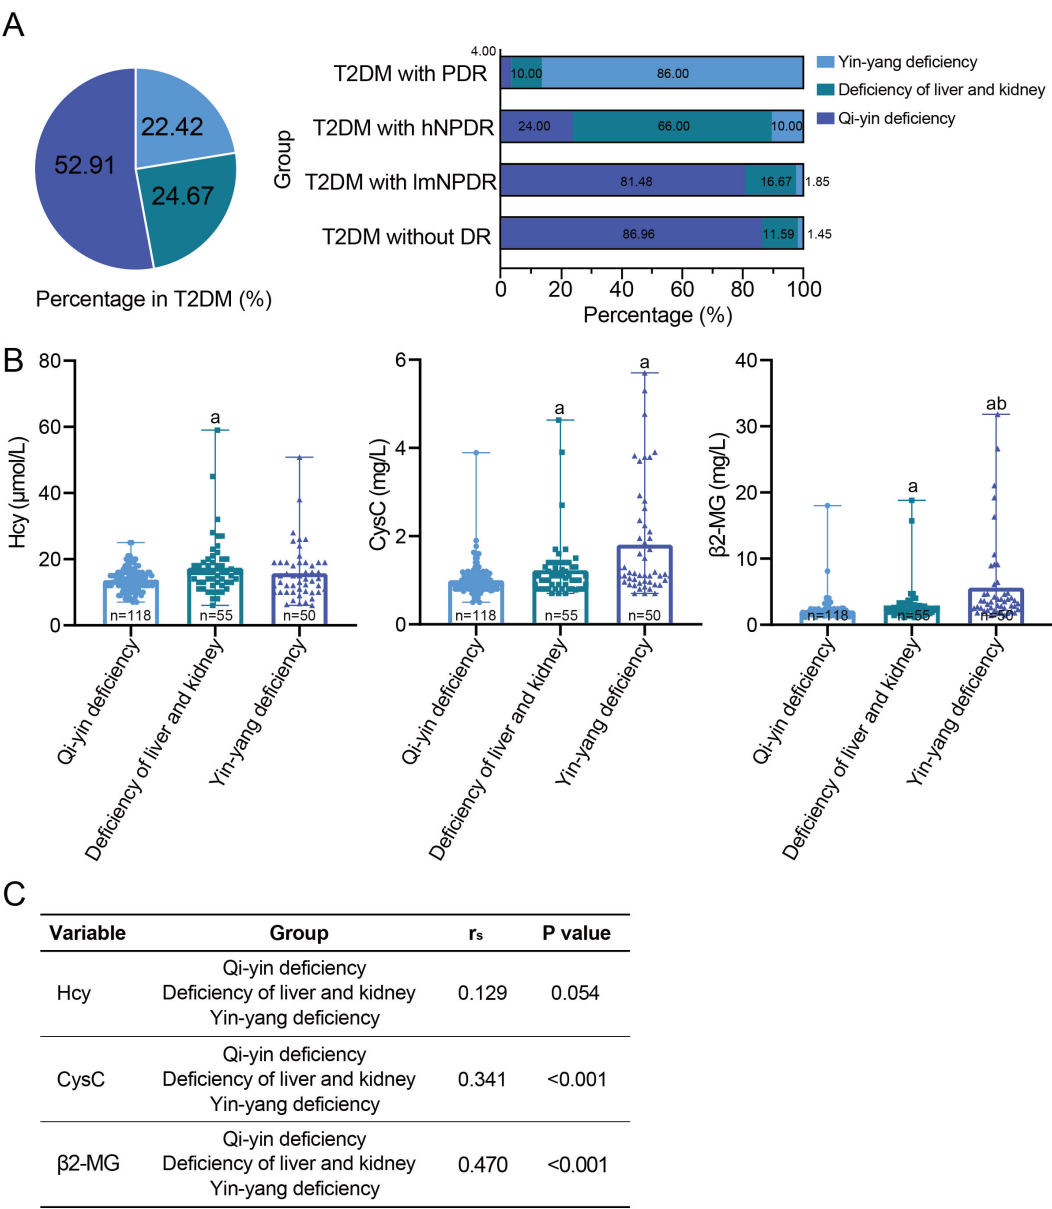 A
52.91
22.42
24.67
Percentage in T2DM (%)
Group
4.00
T2DM with PDR
10.00
86.00
T2DM with hNPDR
24.00
66.00
10.00
T2DM with lmNPDR
81.48
16.67
1.85
T2DM without DR
86.96
11.59
1.45
0 20 40 60 80 100
Percentage (%)
Yin-yang deficiency
Deficiency of liver and kidney
Qi-yin deficiency
B
Hcy (μmol/L)
80
60
40
20
0
a
n=118
n=55
n=50
Qi-yin deficiency
Deficiency of liver and kidney
Yin-yang deficiency
CysC (mg/L)
6
4
2
0
a
a
n=118
n=55
n=50
Qi-yin deficiency
Deficiency of liver and kidney
Yin-yang deficiency
β2-MG (mg/L)
40
30
20
10
0
a
ab
n=118
n=55
n=50
Qi-yin deficiency
Deficiency of liver and kidney
Yin-yang deficiency
C
Variable Group rs P value
Qi-yin deficiency
Hcy Deficiency of liver and kidney 0.129 0.054
Yin-yang deficiency
Qi-yin deficiency
CysC Deficiency of liver and kidney 0.341 <0.001
Yin-yang deficiency
Qi-yin deficiency
β2-MG Deficiency of liver and kidney 0.470 <0.001
Yin-yang deficiency